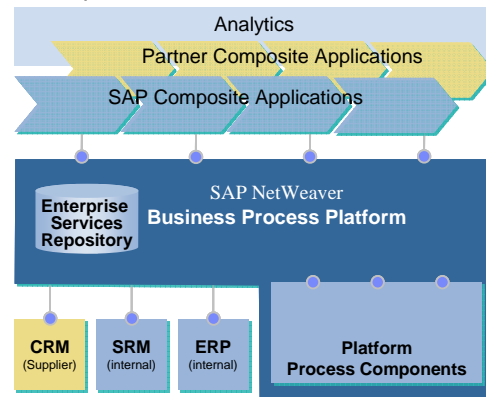 Analytics
Partner Composite Applications
SAP Composite Applications
SAP NetWeaver
Business Process Platform
Enterprise
Services
Repository
CRM
(Supplier)
SRM
(internal)
ERP
(internal)
Platform
Process Components